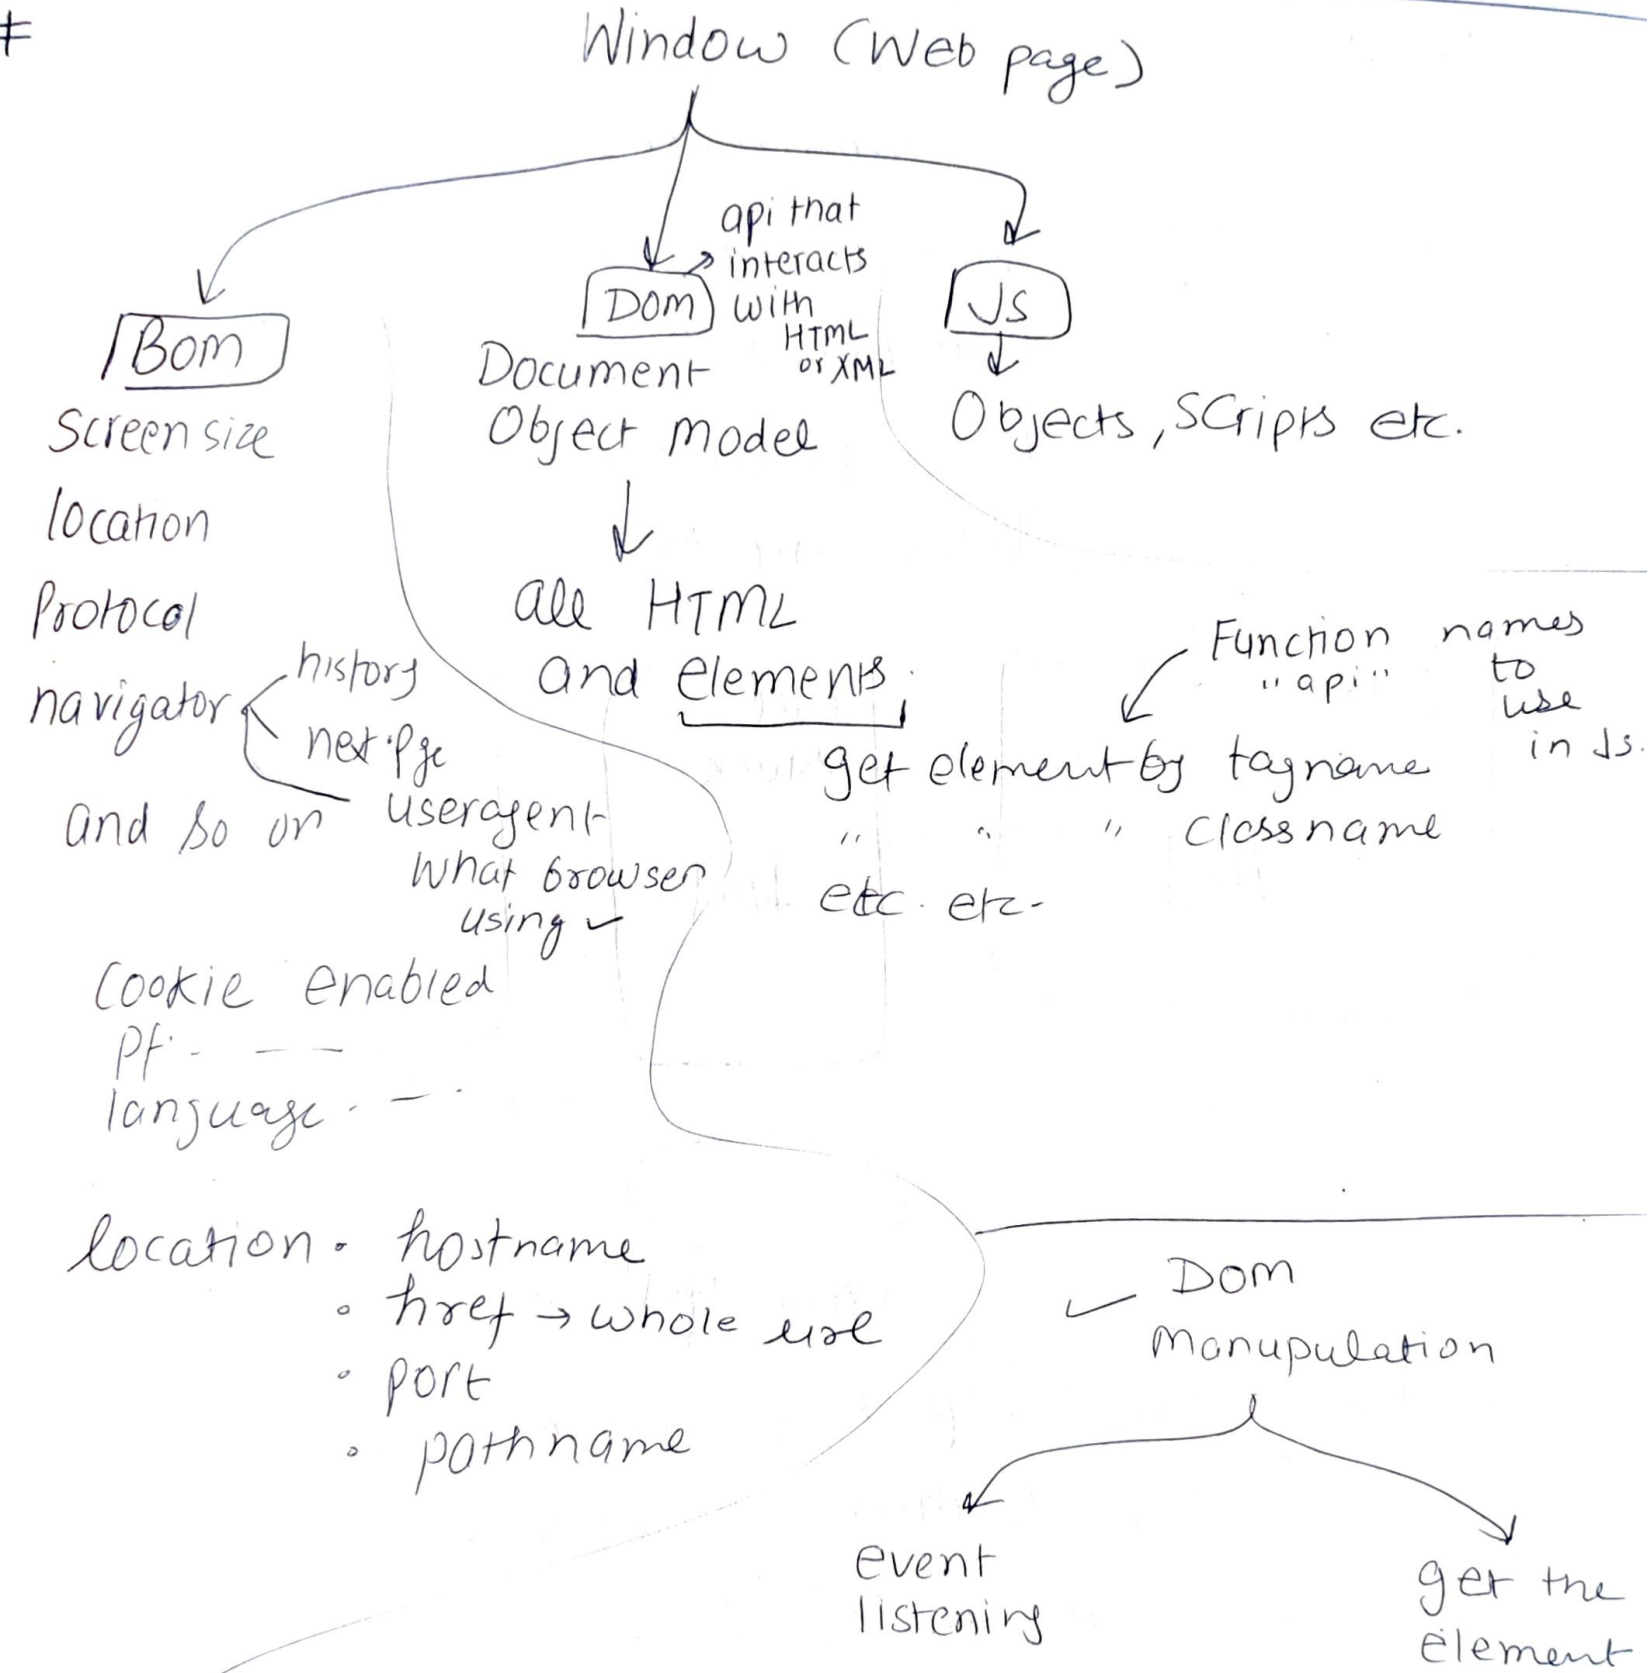 #
Window (Web page)
Bom
Screen size
location
Protocol
navigator
history
next pge
and so on
useragent
What browser
using
Cookie enabled
Pf. - — —
language. — .
location. hostname
. href → whole url
. port
. pathname
Dom
api that
interacts
with
HTML
or XML
Document
Object model
all HTML
and elements.
Function names
"api" to
use
in Js.
get element by tagname
" " " Classname
etc. etc-
Js
Objects, Scripts etc.
Dom
Manupulation
event
listening
get the
element